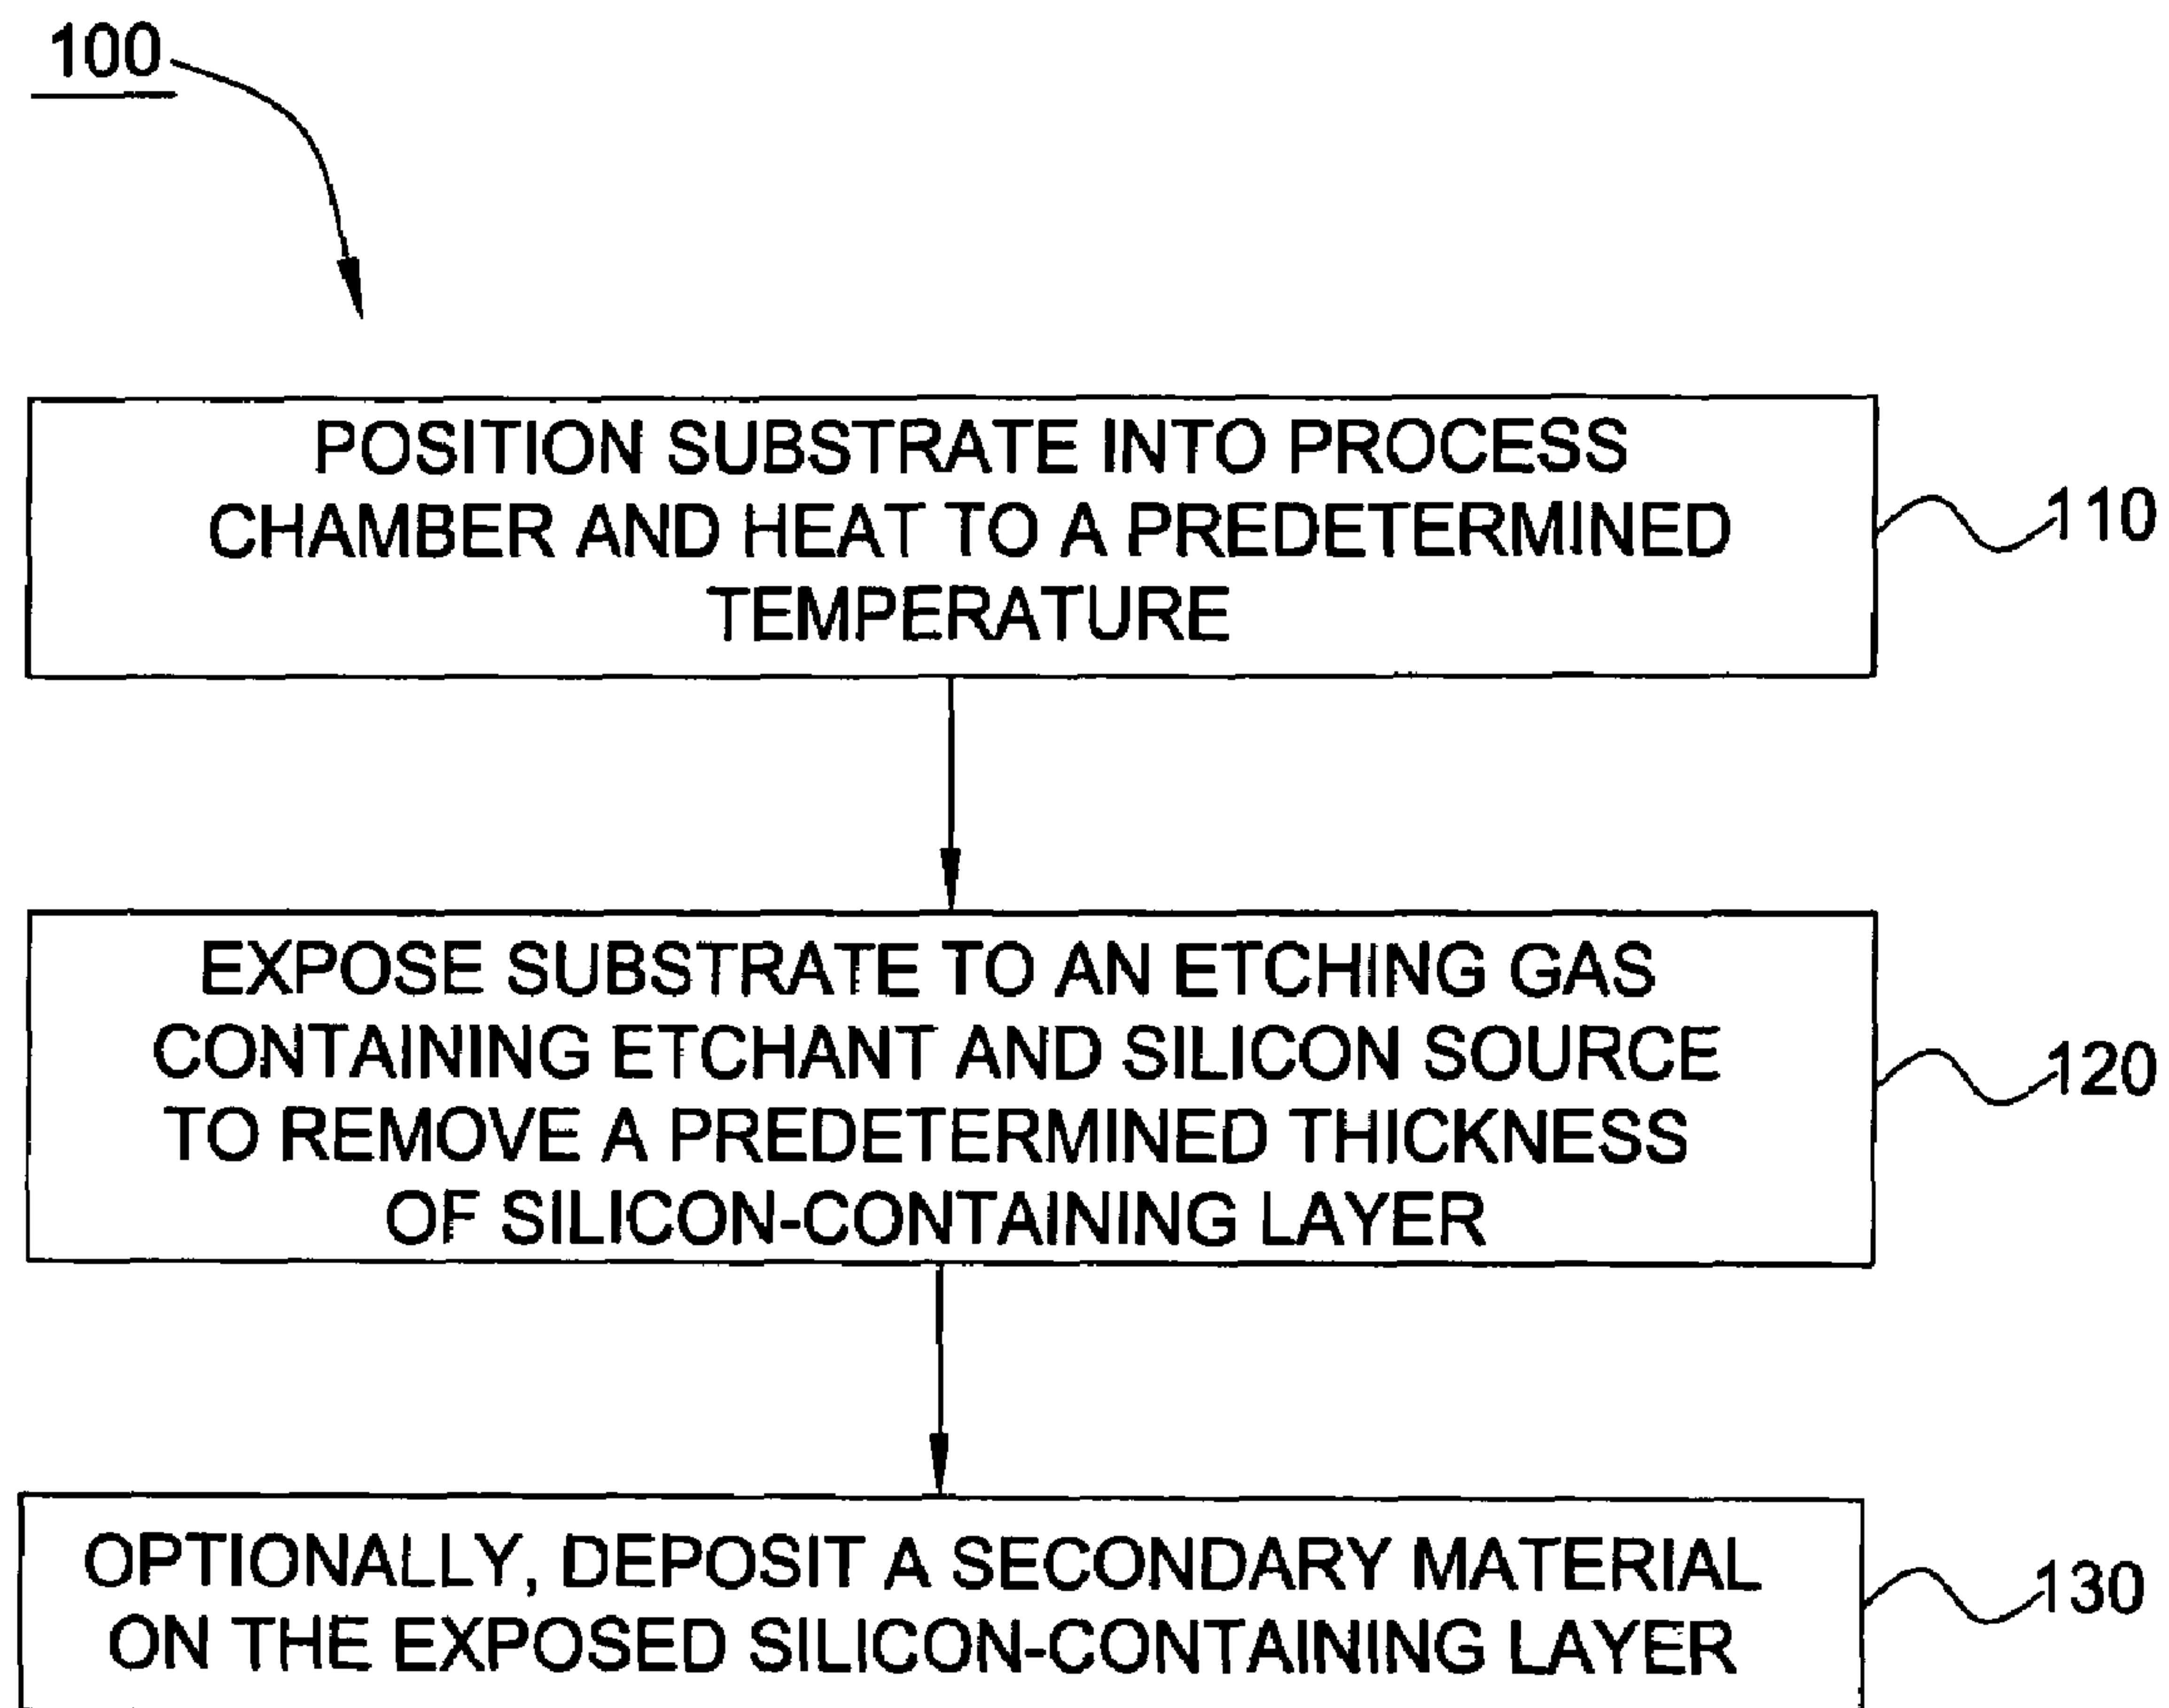 100
POSITION SUBSTRATE INTO PROCESS
CHAMBER AND HEAT TO A PREDETERMINED
TEMPERATURE
110
EXPOSE SUBSTRATE TO AN ETCHING GAS
CONTAINING ETCHANT AND SILICON SOURCE
TO REMOVE A PREDETERMINED THICKNESS
OF SILICON-CONTAINING LAYER
120
OPTIONALLY, DEPOSIT A SECONDARY MATERIAL
ON THE EXPOSED SILICON-CONTAINING LAYER
130